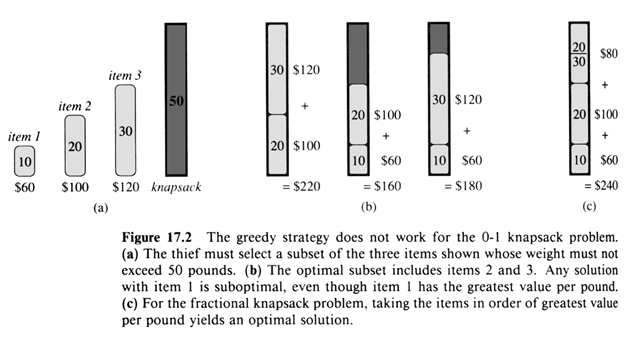 item 1
10
$60
item 2
20
$100
item 3
30
$120
50
knapsack
(a)
30 $120
+
20 $100
= $220
20 $100
+
10 $60
= $160
30 $120
+
10 $60
= $180
(b)
20
30
$80
+
20 $100
+
10 $60
= $240
(c)
Figure 17.2 The greedy strategy does not work for the 0-1 knapsack problem.
(a) The thief must select a subset of the three items shown whose weight must not
exceed 50 pounds. (b) The optimal subset includes items 2 and 3. Any solution
with item 1 is suboptimal, even though item 1 has the greatest value per pound.
(c) For the fractional knapsack problem, taking the items in order of greatest value
per pound yields an optimal solution.